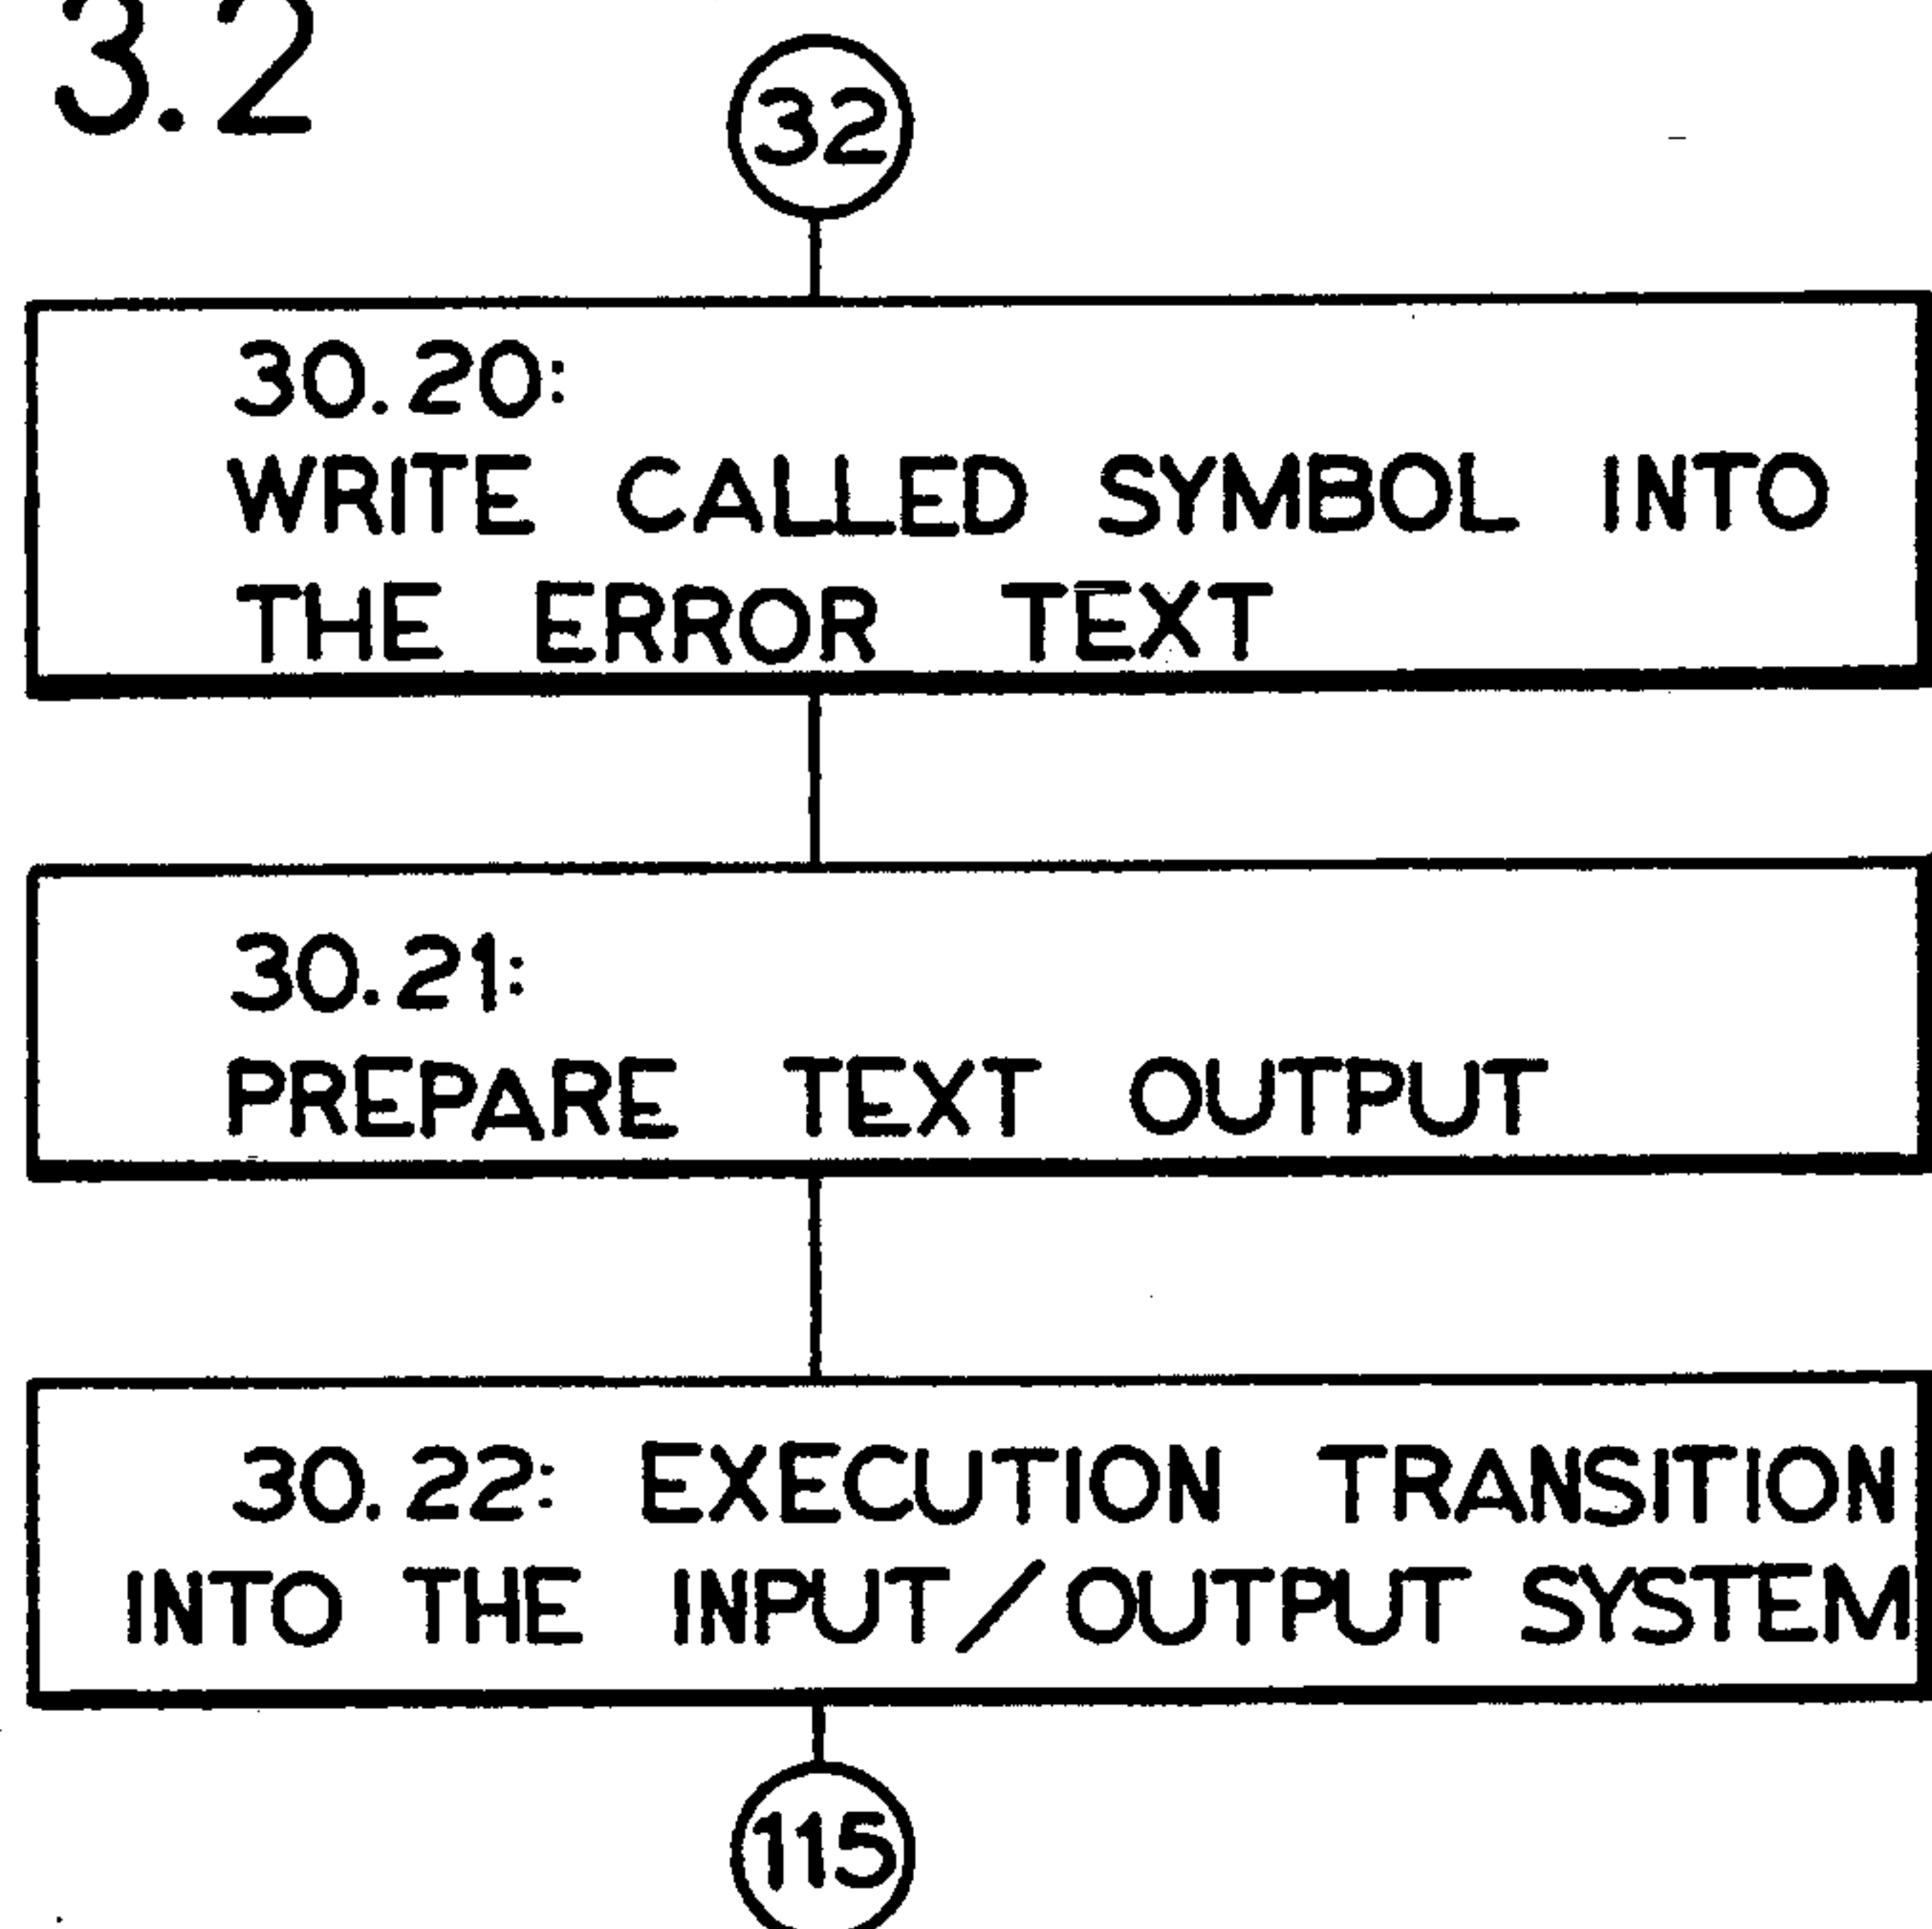 3.2
32
30.20:
WRITE CALLED SYMBOL INTO
THE ERROR TEXT
30.21:
PREPARE TEXT OUTPUT
30.22: EXECUTION TRANSITION
INTO THE INPUT/OUTPUT SYSTEM
115